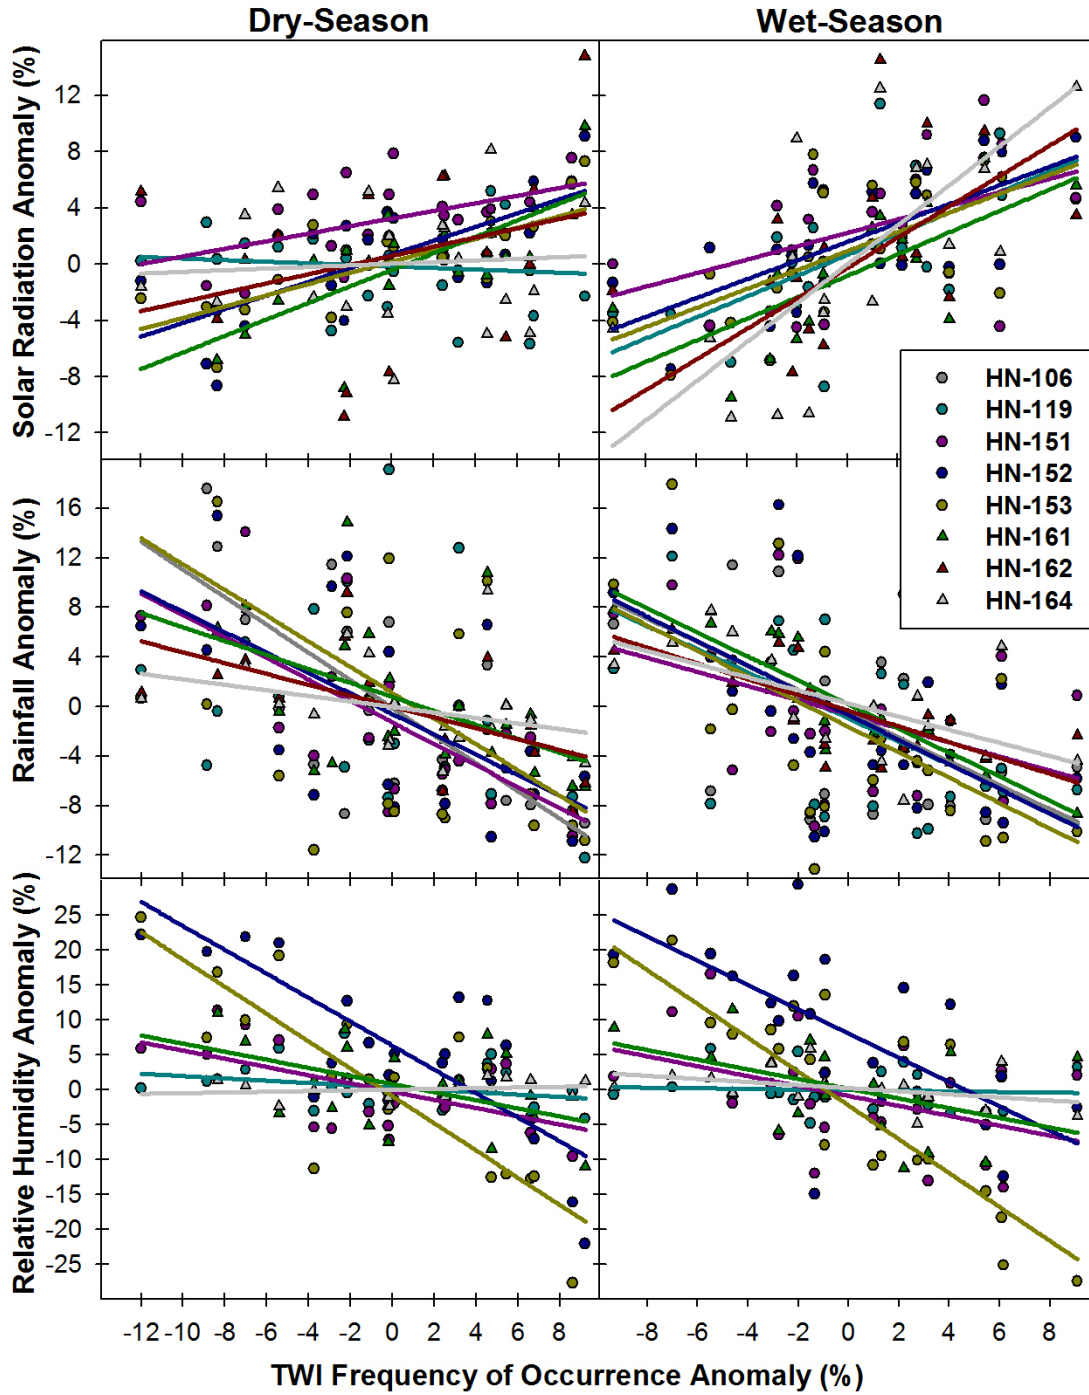 Dry-Season
Wet-Season
Solar Radiation Anomaly (%)
12
8
4
0
-4
-8
-12
HN-106
HN-119
HN-151
HN-152
HN-153
HN-161
HN-162
HN-164
Rainfall Anomaly (%)
16
12
8
4
0
-4
-8
-12
Relative Humidity Anomaly (%)
25
20
15
10
5
0
-5
-10
-15
-20
-25
-12 -10 -8 -6 -4 -2 0 2 4 6 8
-8 -6 -4 -2 0 2 4 6 8
TWI Frequency of Occurrence Anomaly (%)